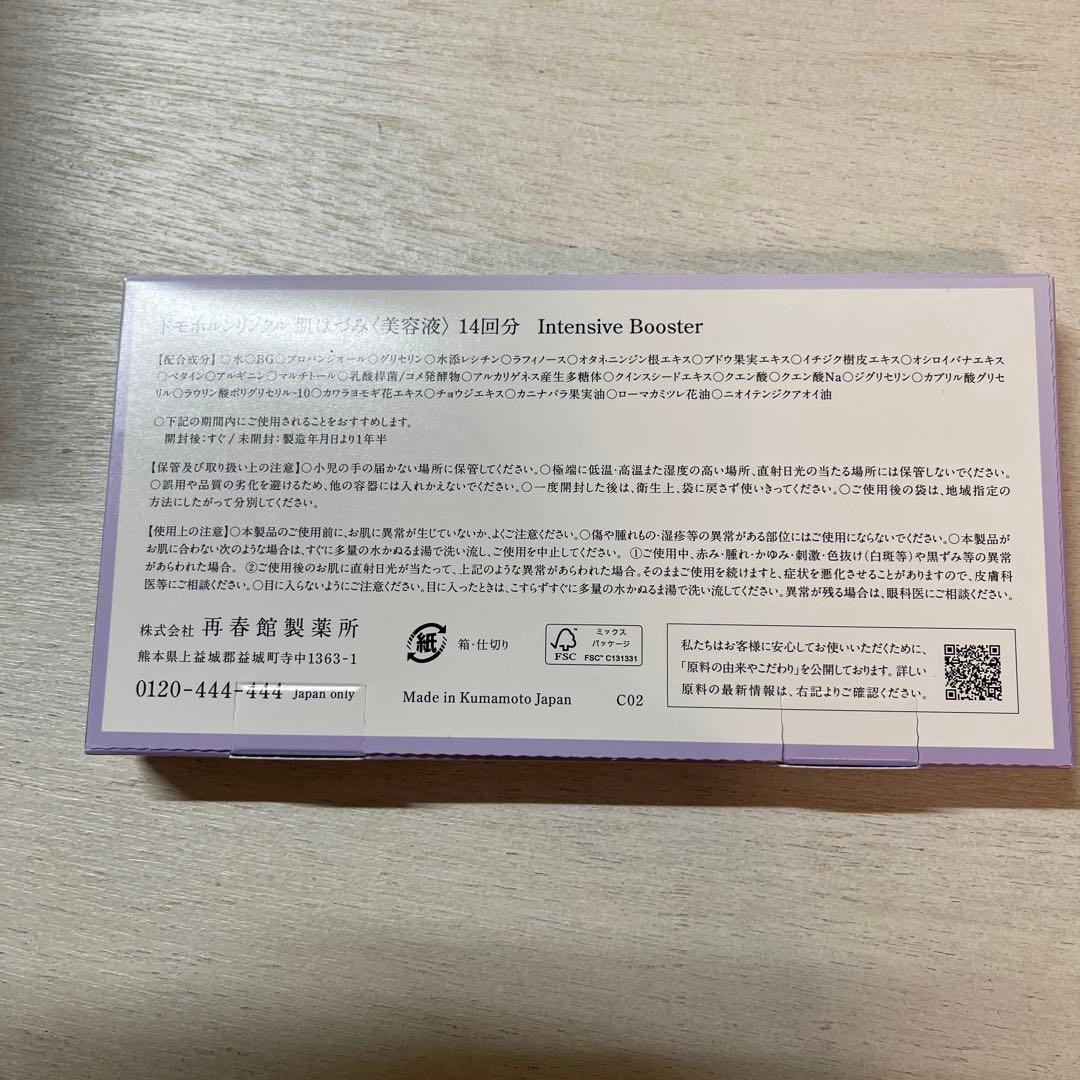 ドモホルンリンクル 肌はづみ〈美容液〉 14回分 Intensive Booster
【配合成分】○水○BG○プロパンジオール○グリセリン○水添レシチン○ラフィノース○オタネニンジン根エキス○ブドウ果実エキス○イチジク樹皮エキス○オシロイバナエキス
○ベタイン○アルギニン○マルチトール○乳酸桿菌/コメ発酵物○アルカリゲネス産生多糖体○クインスシードエキス○クエン酸○クエン酸Na○ジグリセリン○カプリル酸グリセ
リル○ラウリン酸ポリグリセリル-10○カワラヨモギ花エキス○チョウジエキス○カニナバラ果実油○ローマカミツレ花油○ニオイテンジクアオイ油
○下記の期間内にご使用されることをおすすめします。
開封後：すぐ/未開封：製造年月日より1年半
【保管及び取り扱い上の注意】○小児の手の届かない場所に保管してください。○極端に低温・高温また湿度の高い場所、直射日光の当たる場所には保管しないでください。
○誤用や品質の劣化を避けるため、他の容器には入れかえないでください。○一度開封した後は、衛生上、袋に戻さず使いきってください。○ご使用後の袋は、地域指定の
方法にしたがって分別してください。
【使用上の注意】○本製品のご使用前に、お肌に異常が生じていないか、よくご注意ください。○傷や腫れもの・湿疹等の異常がある部位にはご使用にならないでください。○本製品が
お肌に合わない次のような場合は、すぐに多量の水かぬるま湯で洗い流し、ご使用を中止してください。 ①ご使用中、赤み・腫れ・かゆみ・刺激・色抜け(白斑等)や黒ずみ等の異常
があらわれた場合。 ②ご使用後のお肌に直射日光が当たって、上記のような異常があらわれた場合。そのままご使用を続けますと、症状を悪化させることがありますので、皮膚科
医等にご相談ください。○目に入らないようにご注意ください。目に入ったときは、こすらずすぐに多量の水かぬるま湯で洗い流してください。異常が残る場合は、眼科医にご相談ください。
株式会社 再春館製薬所
熊本県上益城郡益城町寺中1363-1
0120-444-444 Japan only
紙 箱・仕切り
FSC
ミックス
パッケージ
FSC™ C131331
Made in Kumamoto Japan C02
私たちはお客様に安心してお使いいただくために、
「原料の由来やこだわり」を公開しております。詳しい
原料の最新情報は、右記よりご確認ください。